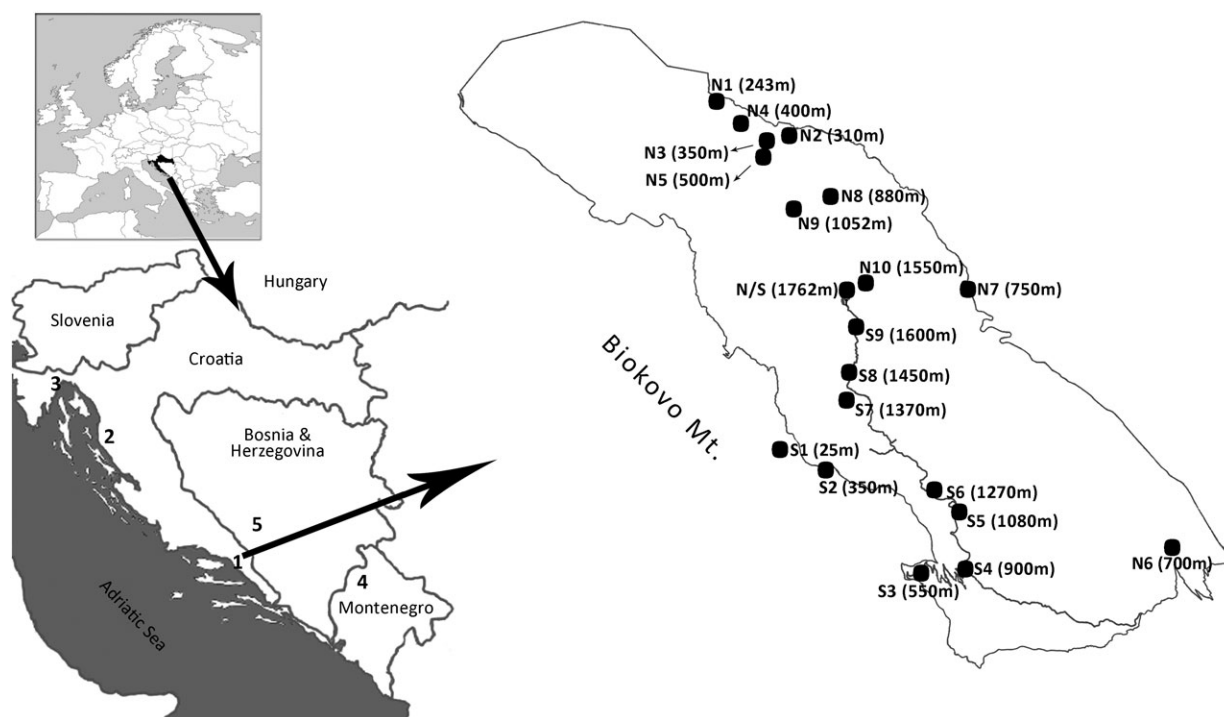 Hungary
Slovenia
Croatia
3
2
Bosnia &
Herzegovina
5
1
4
Montenegro
Adriatic Sea
Biokovo Mt.
N1 (243m)
N4 (400m)
N2 (310m)
N3 (350m)
N5 (500m)
N8 (880m)
N9 (1052m)
N10 (1550m)
N/S (1762m)
N7 (750m)
S9 (1600m)
S8 (1450m)
S7 (1370m)
S1 (25m)
S2 (350m)
S6 (1270m)
S5 (1080m)
N6 (700m)
S4 (900m)
S3 (550m)